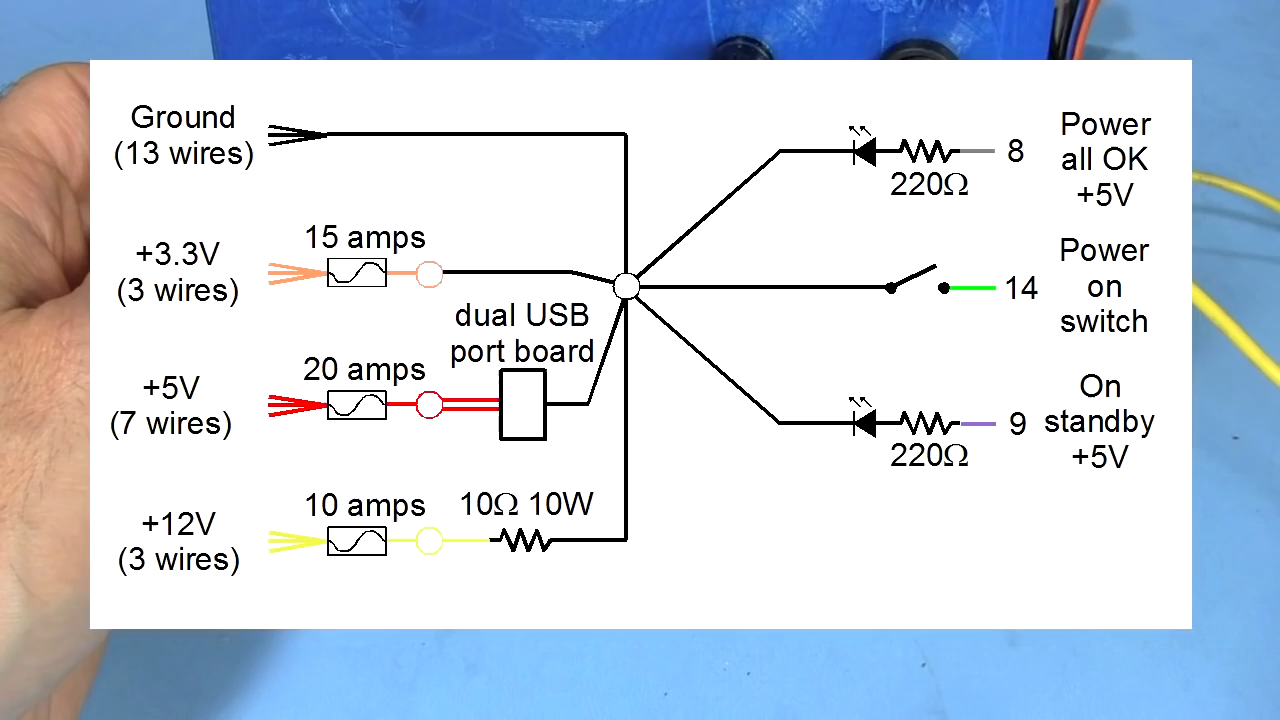 Ground
(13 wires)
+3.3V
(3 wires)
15 amps
dual USB
port board
+5V
(7 wires)
20 amps
+12V
(3 wires)
10 amps
10Ω 10W
220Ω
8
Power
all OK
+5V
14
Power
on
switch
220Ω
9
On
standby
+5V